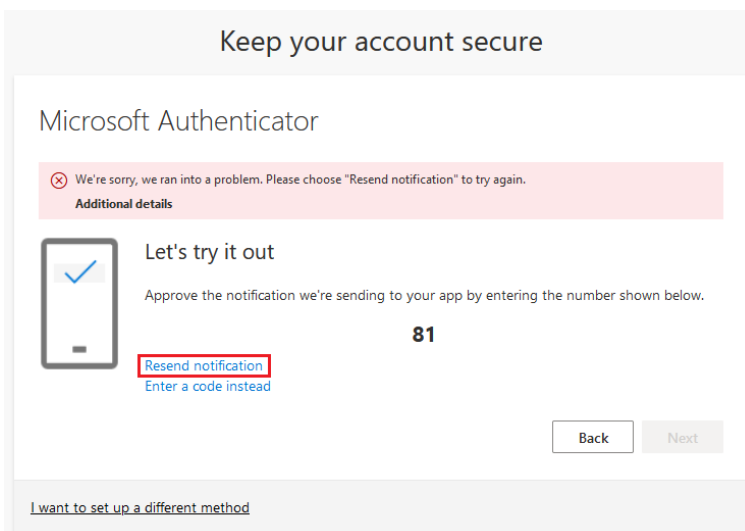 Keep your account secure
Microsoft Authenticator
We're sorry, we ran into a problem. Please choose "Resend notification" to try again.
Additional details
Let's try it out
Approve the notification we're sending to your app by entering the number shown below.
81
Resend notification
Enter a code instead
Back
Next
I want to set up a different method